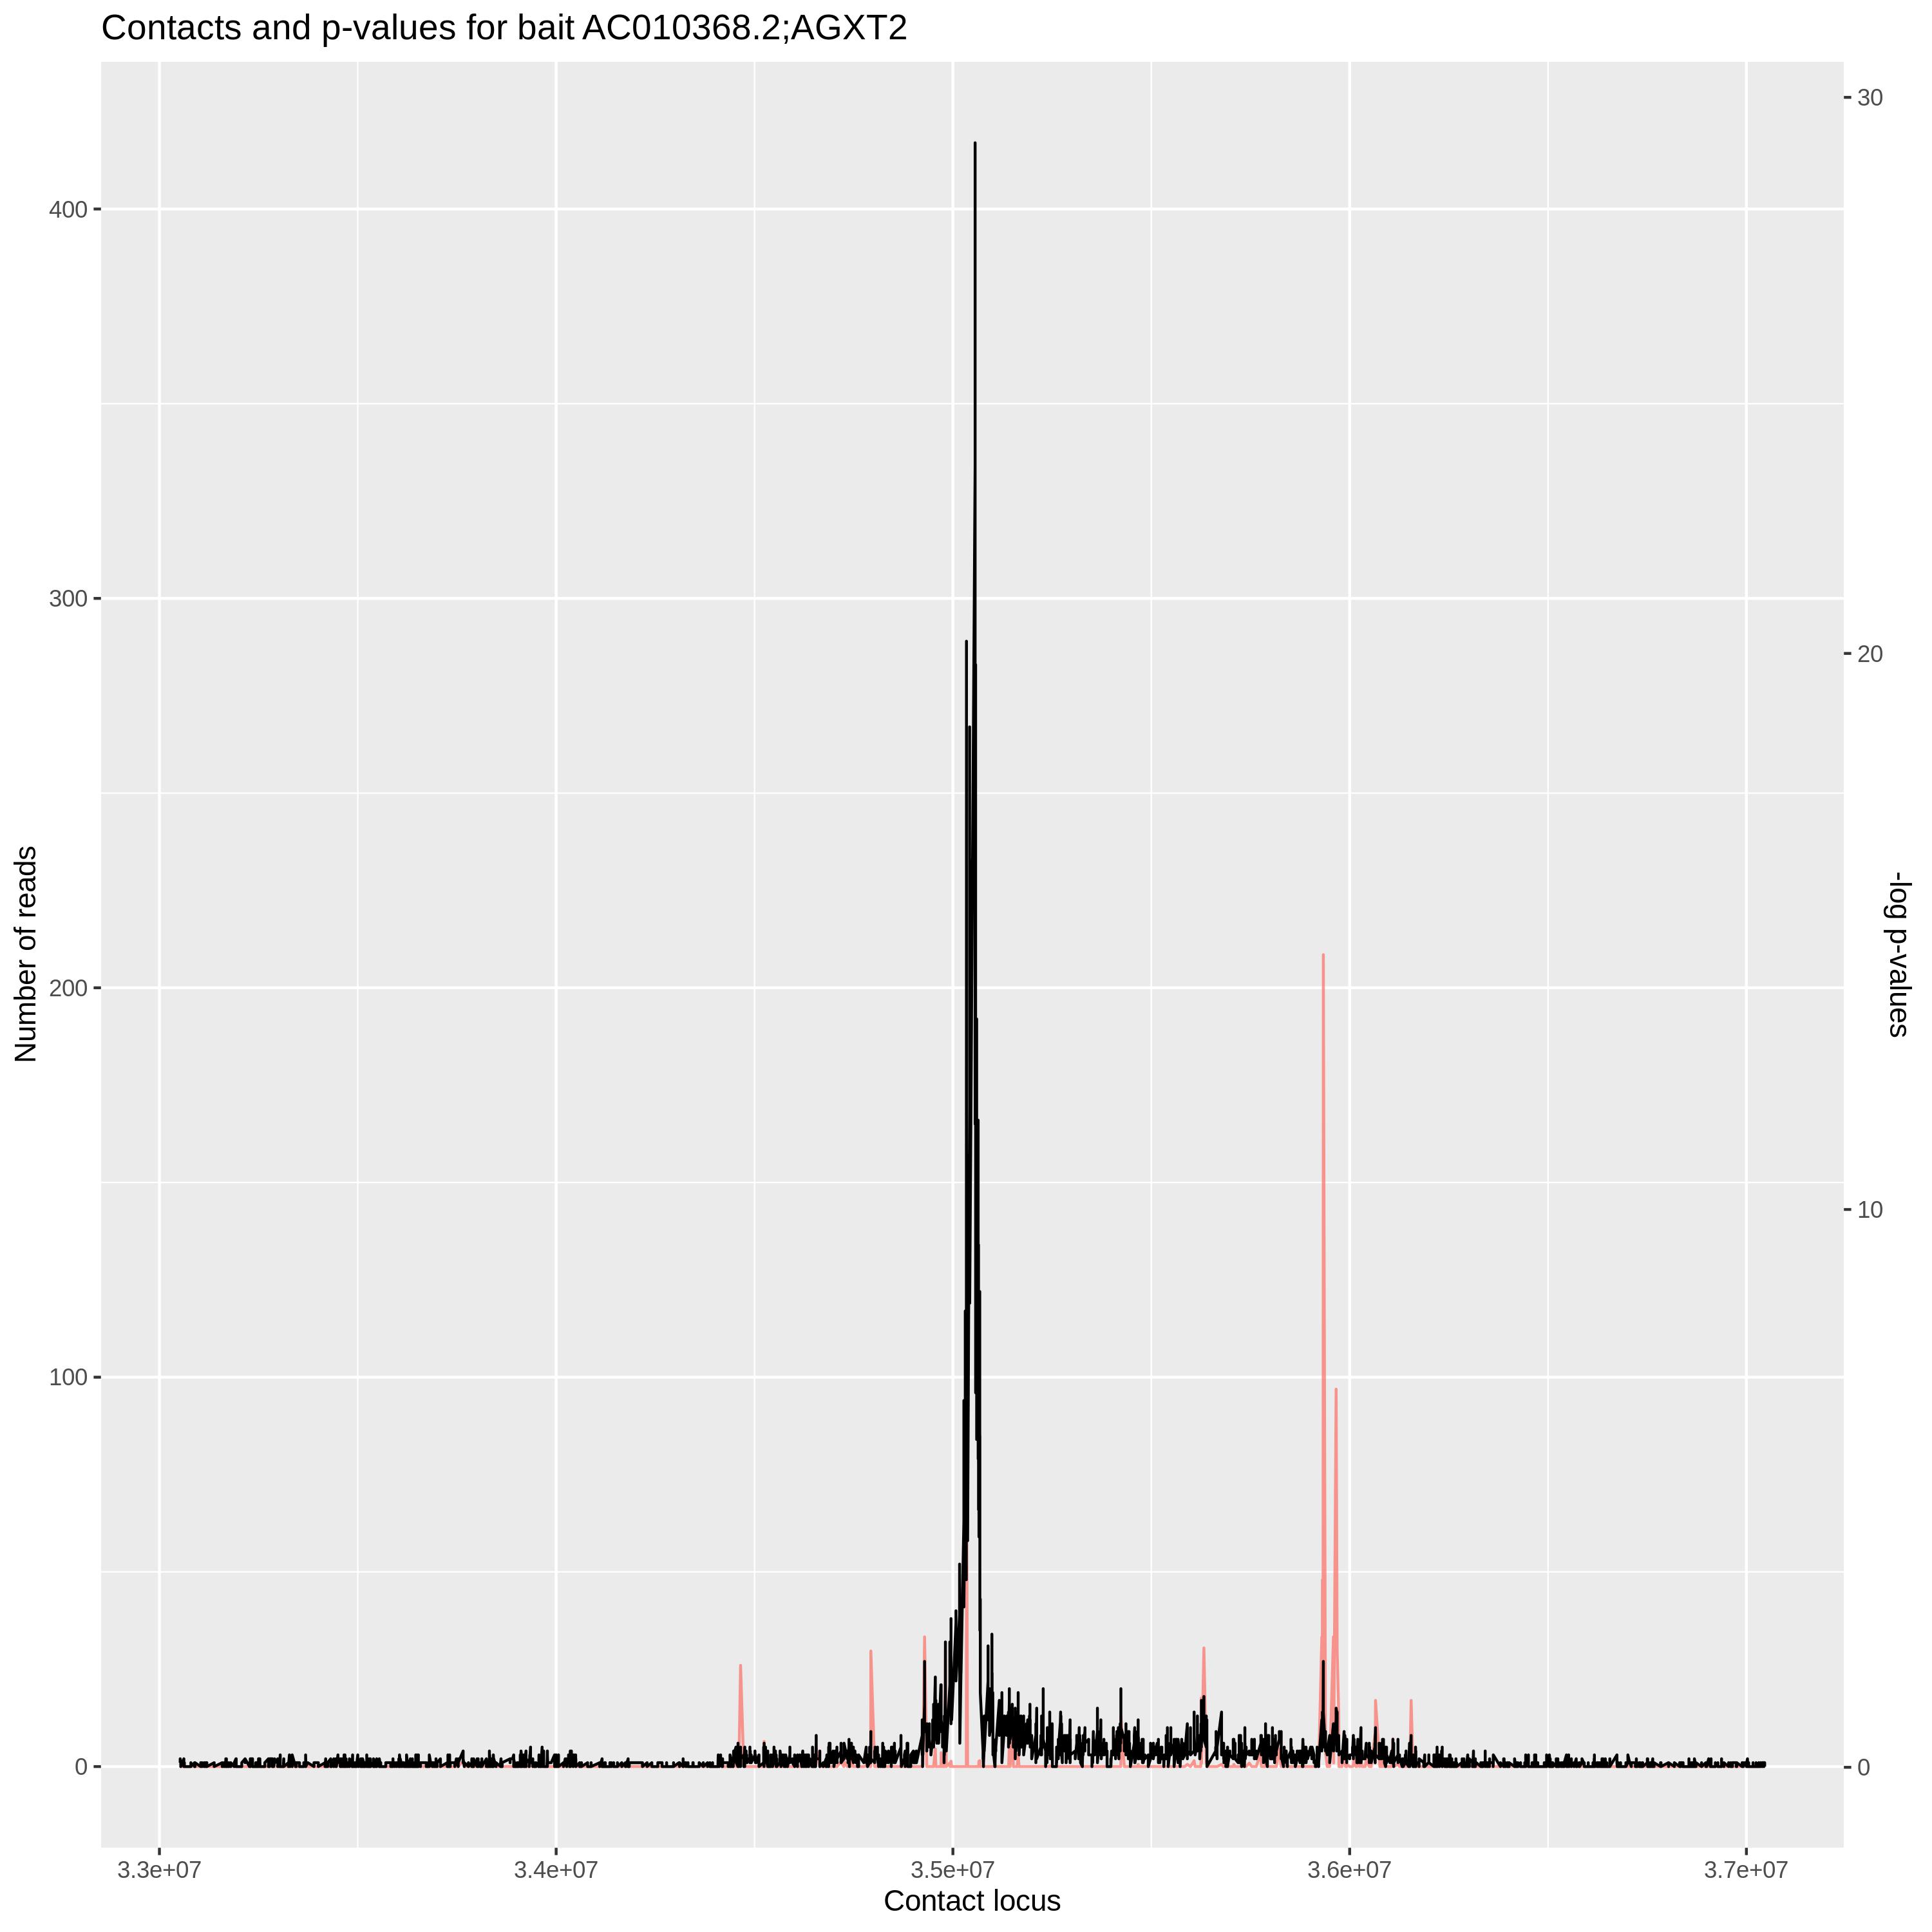 Contacts and p-values for bait AC010368.2;AGXT2
400
300
200
100
0
Number of reads
30
20
10
0
-log p-values
3.3e+07
3.4e+07
3.5e+07
3.6e+07
3.7e+07
Contact locus